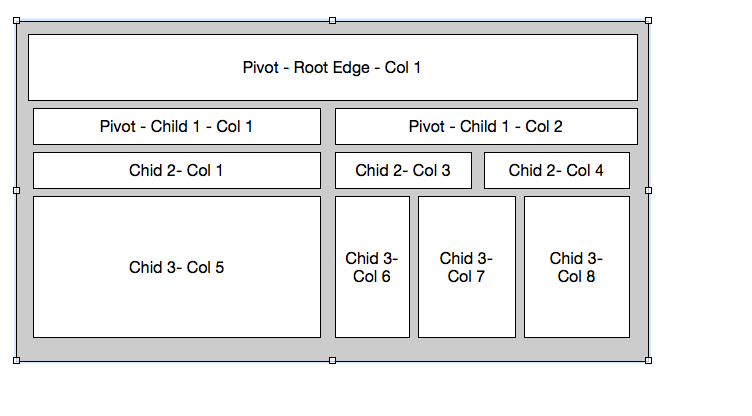 Pivot - Root Edge - Col 1
Pivot - Child 1 - Col 1
Pivot - Child 1 - Col 2
Chid 2- Col 1
Chid 2- Col 3
Chid 2- Col 4
Chid 3- Col 5
Chid 3-
Col 6
Chid 3-
Col 7
Chid 3-
Col 8